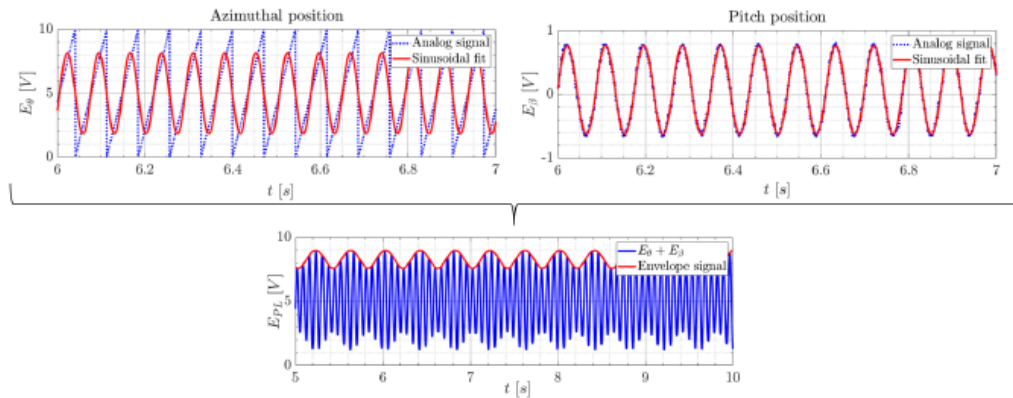 Azimuthal position
10
5
0
E_θ [V]
Analog signal
Sinusoidal fit
6 6.2 6.4 6.6 6.8 7
t [s]
Pitch position
1
0
-1
E_β [V]
Analog signal
Sinusoidal fit
6 6.2 6.4 6.6 6.8 7
t [s]
10
5
0
E_PL [V]
E_θ + E_β
Envelope signal
5 6 7 8 9 10
t [s]